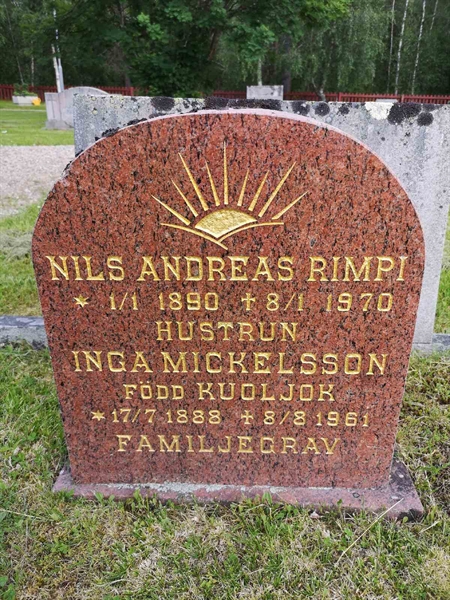 NILS ANDREAS RIMPI
* 1/1 1890 ✝ 8/1 1970
HUSTRUN
INGA MICKELSSON
FÖDD KUOLJOK
* 17/7 1888 ✝ 8/8 1961
FAMILJEGRAV